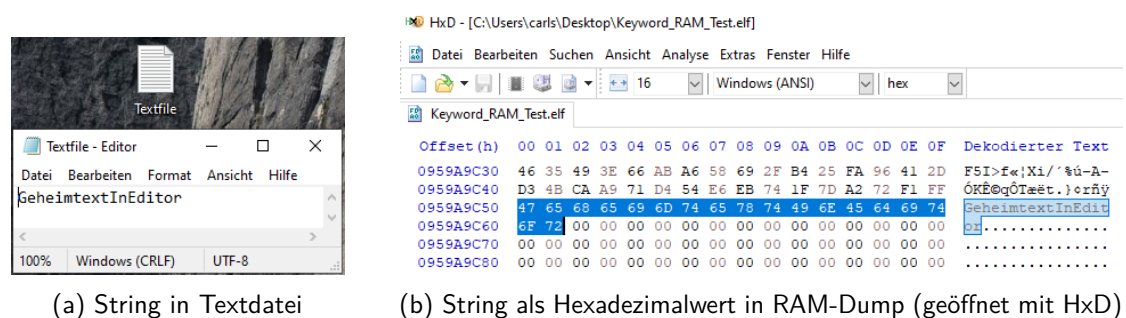 Textfile
Textfile - Editor
Datei Bearbeiten Format Ansicht Hilfe
GeheimtextInEditor
100% Windows (CRLF) UTF-8
(a) String in Textdatei
HxD - [C:\Users\carls\Desktop\Keyword_RAM_Test.elf]
Datei Bearbeiten Suchen Ansicht Analyse Extras Fenster Hilfe
16 Windows (ANSI) hex
Keyword_RAM_Test.elf
Offset(h) 00 01 02 03 04 05 06 07 08 09 0A 0B 0C 0D 0E 0F Dekodierter Text
0959A9C30 46 35 49 3E 66 AB A6 58 69 2F B4 25 FA 96 41 2D F5I>f«¦Xi/´%ú–A-
0959A9C40 D3 4B CA A9 71 D4 54 E6 EB 74 1F 7D A2 72 F1 FF ÓKÊ©qÔTæët.}¢rñÿ
0959A9C50 47 65 68 65 69 6D 74 65 78 74 49 6E 45 64 69 74 GeheimtextInEdit
0959A9C60 6F 72 00 00 00 00 00 00 00 00 00 00 00 00 00 00 or..............
0959A9C70 00 00 00 00 00 00 00 00 00 00 00 00 00 00 00 00 ................
0959A9C80 00 00 00 00 00 00 00 00 00 00 00 00 00 00 00 00 ................
(b) String als Hexadezimalwert in RAM-Dump (geöffnet mit HxD)